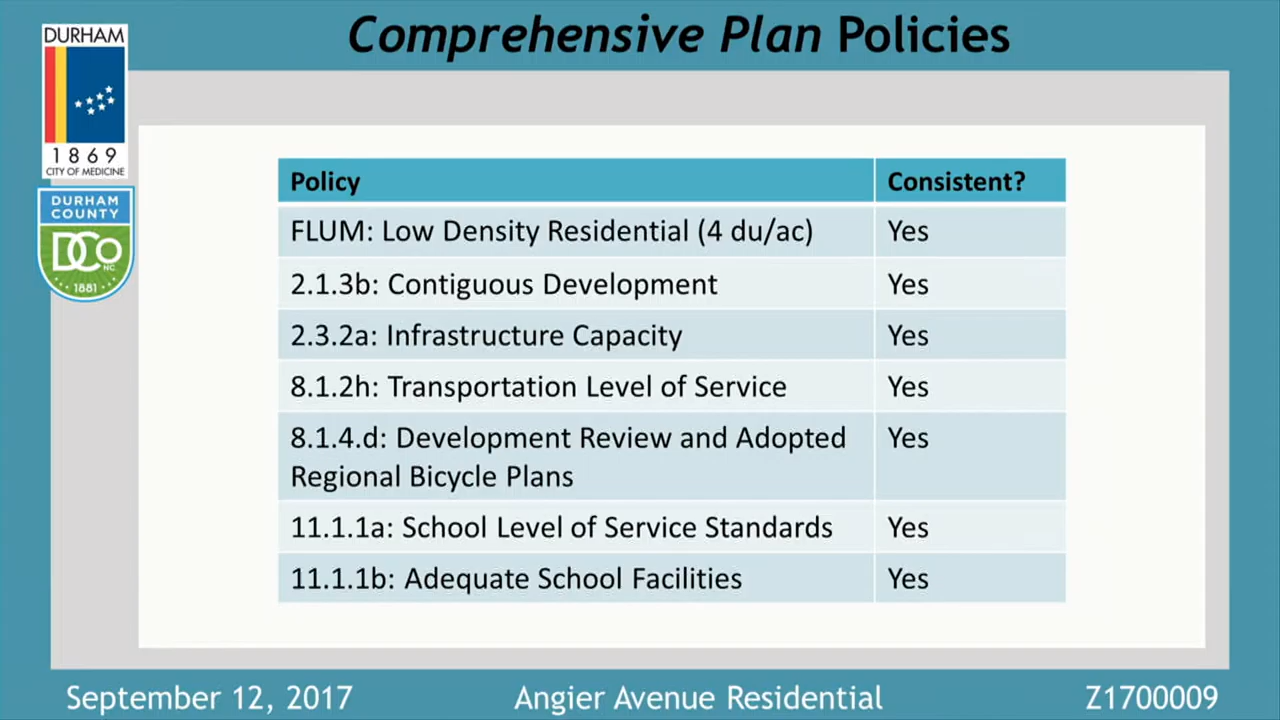 Comprehensive Plan Policies
DURHAM
1869
CITY OF MEDICINE
DURHAM
COUNTY
DCo
NC
1881
Policy Consistent?
FLUM: Low Density Residential (4 du/ac) Yes
2.1.3b: Contiguous Development Yes
2.3.2a: Infrastructure Capacity Yes
8.1.2h: Transportation Level of Service Yes
8.1.4.d: Development Review and Adopted Yes
Regional Bicycle Plans
11.1.1a: School Level of Service Standards Yes
11.1.1b: Adequate School Facilities Yes
September 12, 2017 Angier Avenue Residential Z1700009